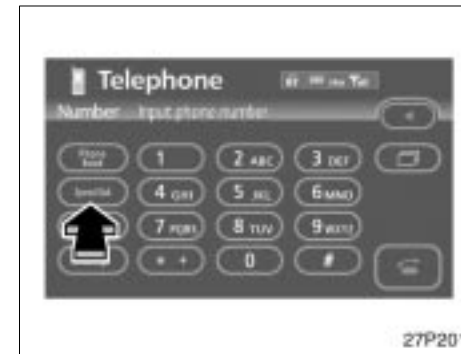 Telephone
Number Input phone number
Phone Book 1 2 ABC 3 DEF
Speed Dial 4 GHI 5 JKL 6 MNO
7 PQRS 8 TUV 9 WXYZ
* + 0 #
27P201